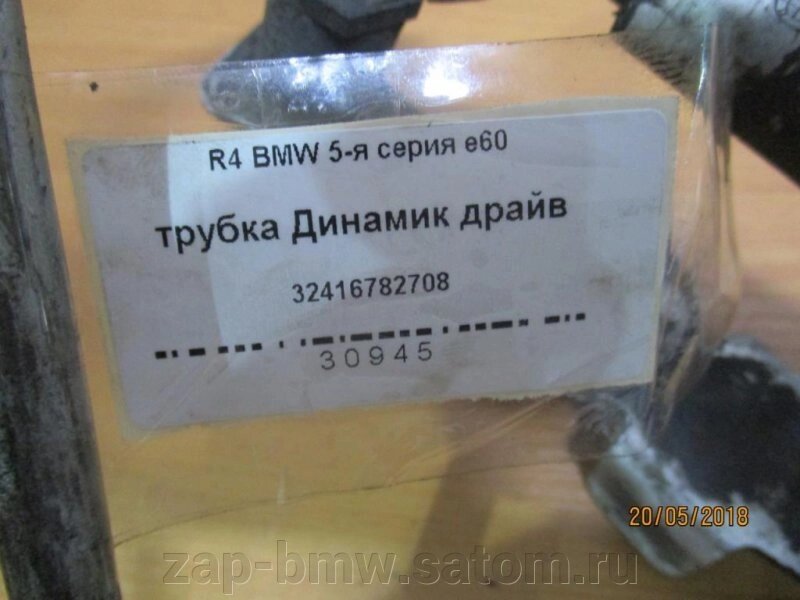 R4 BMW 5-я серия е60
трубка Динамик драйв
32416782708
30945
20/05/2018
zap-bmw.satom.ru